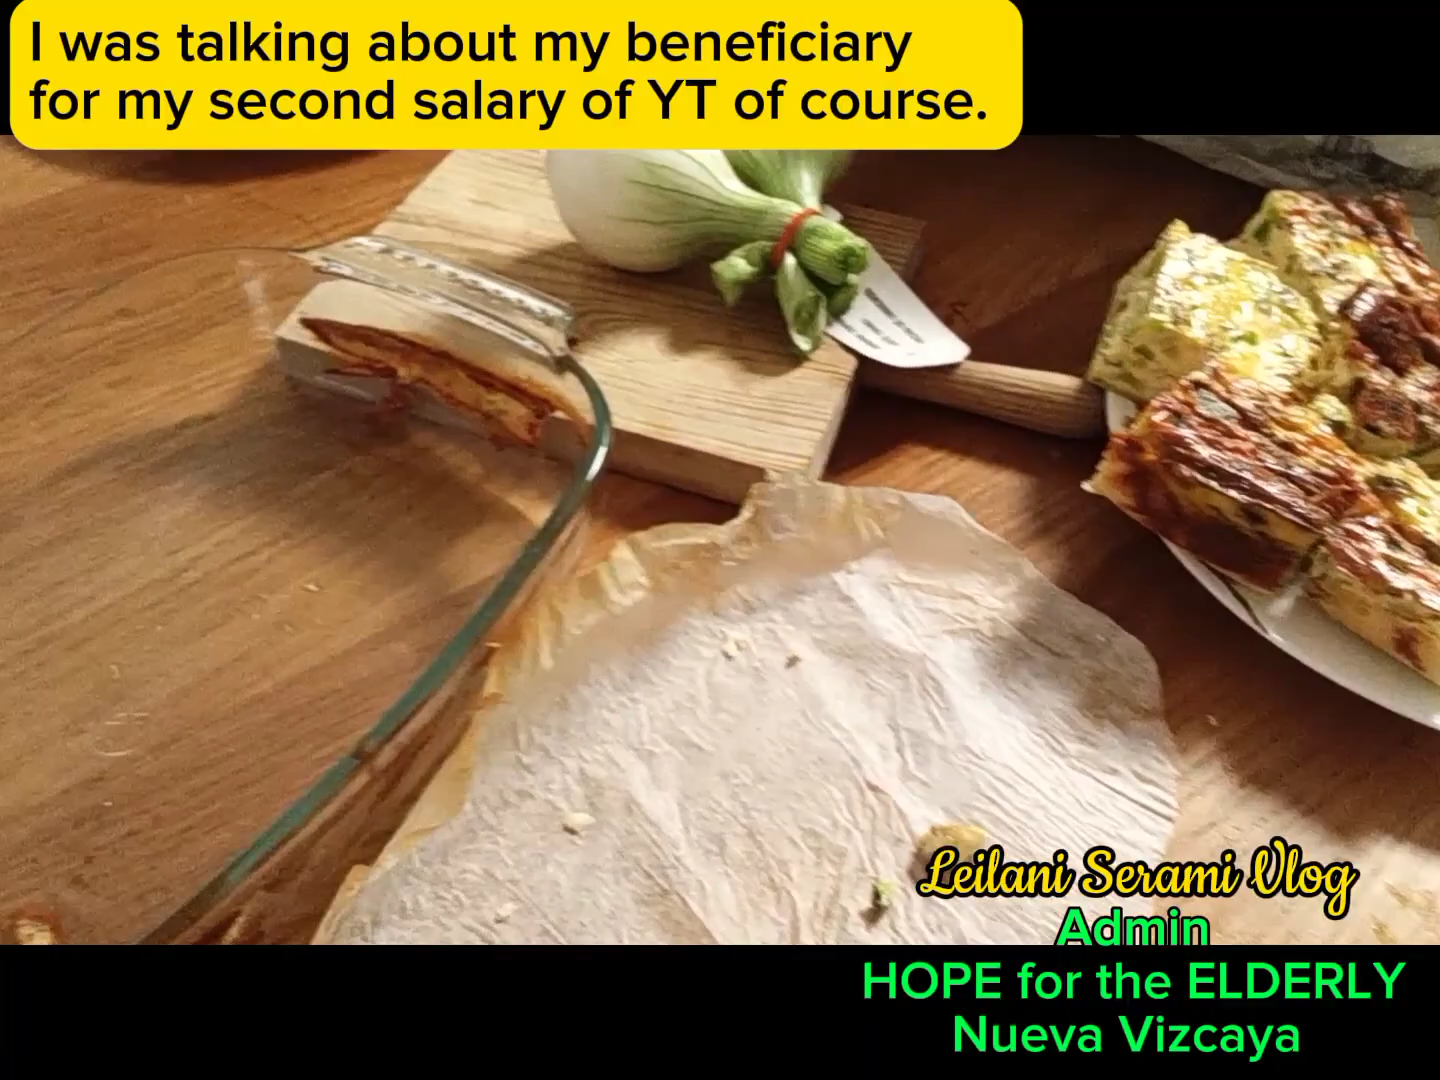 I was talking about my beneficiary
for my second salary of YT of course.
Leilani Serami Vlog
Admin
HOPE for the ELDERLY
Nueva Vizcaya